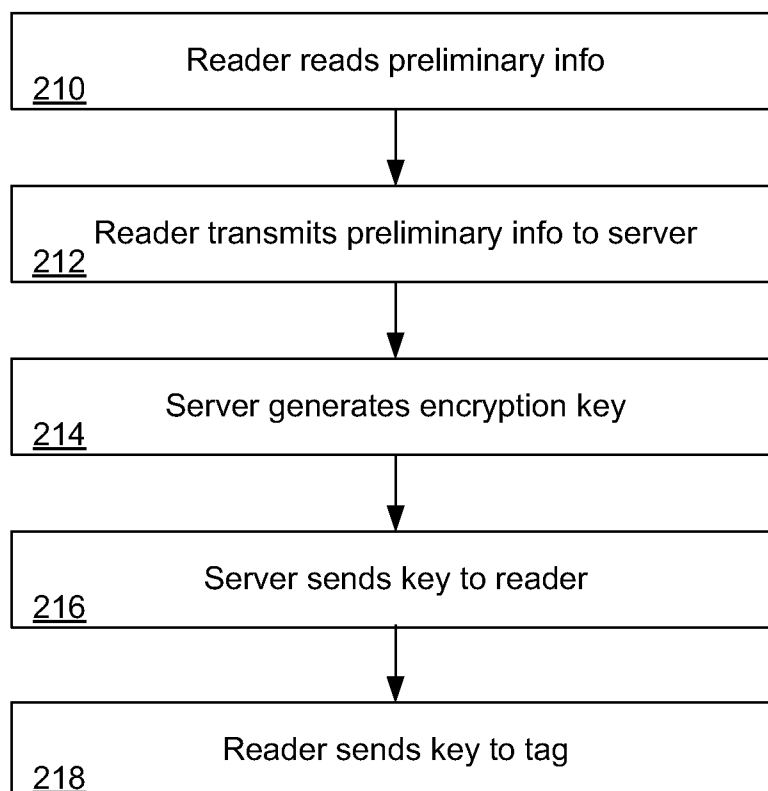 Reader reads preliminary info
210
Reader transmits preliminary info to server
212
Server generates encryption key
214
Server sends key to reader
216
Reader sends key to tag
218